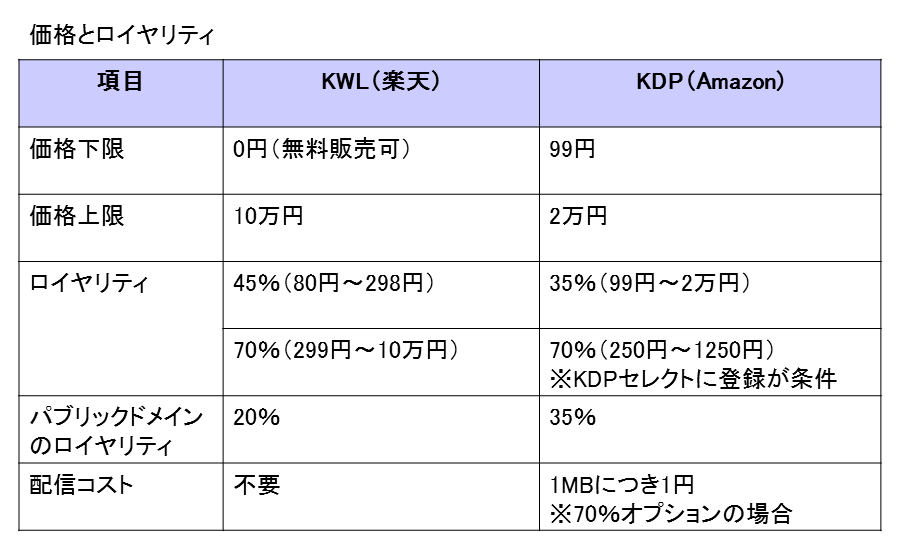 価格とロイヤリティ
項目 KWL（楽天） KDP（Amazon）
価格下限 0円（無料販売可） 99円
価格上限 10万円 2万円
ロイヤリティ 45%（80円～298円） 35%（99円～2万円）
70%（299円～10万円） 70%（250円～1250円）
※KDPセレクトに登録が条件
パブリックドメイン 20% 35%
のロイヤリティ
配信コスト 不要 1MBにつき1円
※70%オプションの場合